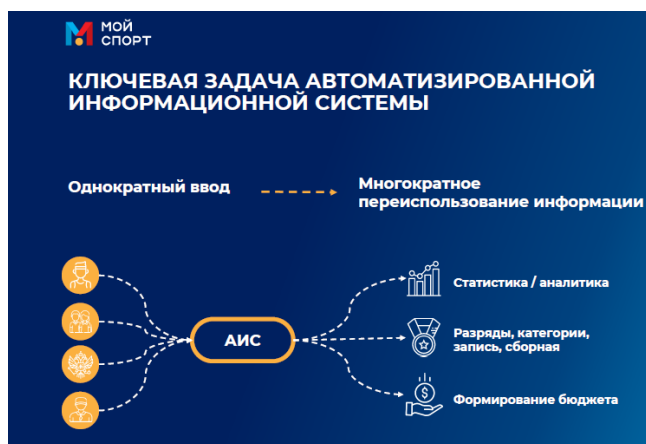 МОЙ
СПОРТ
КЛЮЧЕВАЯ ЗАДАЧА АВТОМАТИЗИРОВАННОЙ
ИНФОРМАЦИОННОЙ СИСТЕМЫ
Однократный ввод
Многократное
переиспользование информации
АИС
Статистика / аналитика
Разряды, категории,
запись, сборная
Формирование бюджета